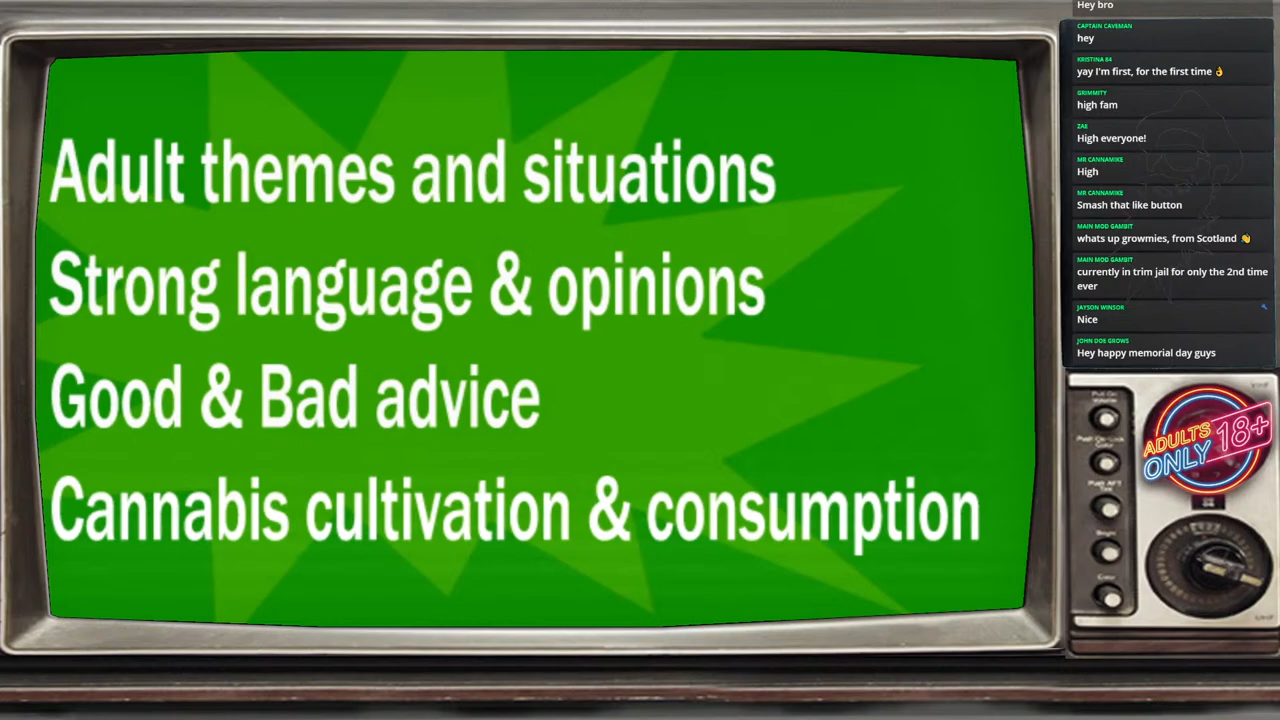 Adult themes and situations
Strong language & opinions
Good & Bad advice
Cannabis cultivation & consumption
Hey bro
CAPTAIN CAVEMAN
hey
KRISTINA 84
yay I'm first, for the first time 👌
GRIMMITY
high fam
ZAE
High everyone!
MR CANNAMIKE
High
MR CANNAMIKE
Smash that like button
MAIN MOD GAMBIT
whats up growmies, from Scotland 👋
MAIN MOD GAMBIT
currently in trim jail for only the 2nd time
ever
JAYSON WINSOR
Nice
JOHN DOE GROWS
Hey happy memorial day guys
ADULTS
ONLY 18+